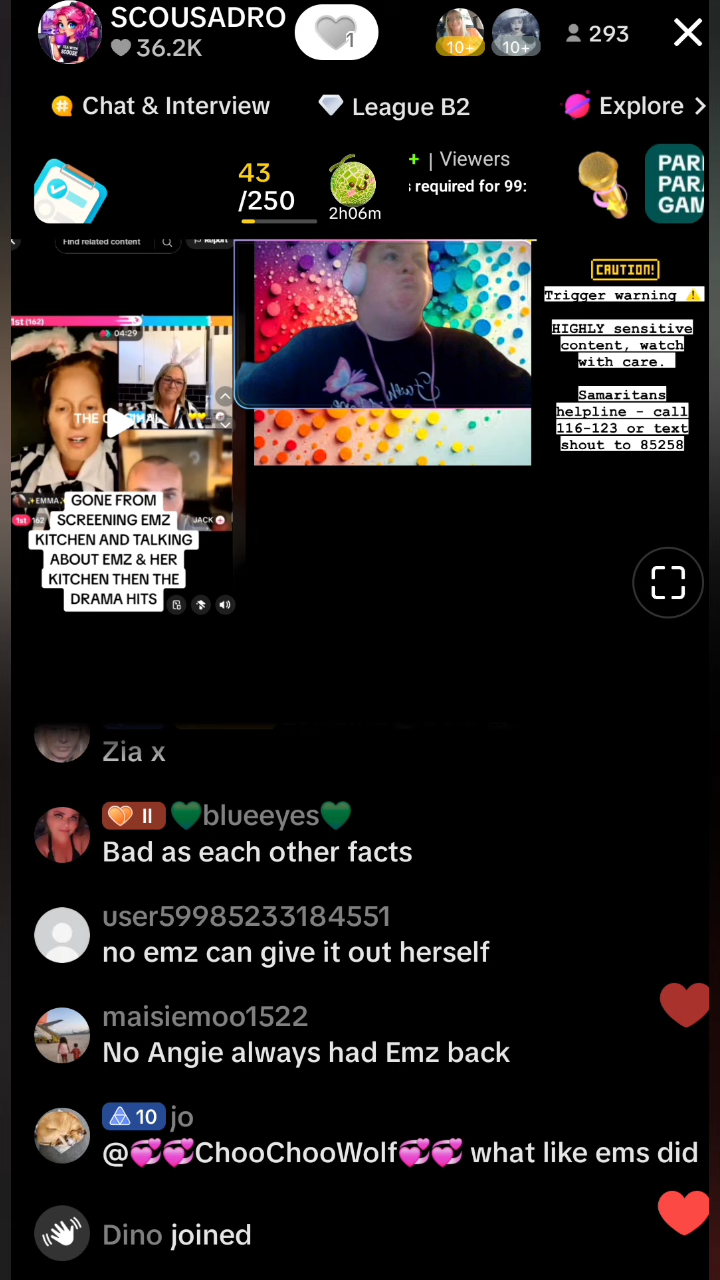 SCOUSADRO
36.2K
1
10+
10+
293
Chat & Interview
League B2
Explore >
43
/250
2h06m
+ | Viewers
required for 99:
PAR
PAR
GAM
Find related content
Report
1st (162)
04:29
THE ORIGINAL
EMMA
1st 162
JACK
GONE FROM
SCREENING EMZ
KITCHEN AND TALKING
ABOUT EMZ & HER
KITCHEN THEN THE
DRAMA HITS
CAUTION!
Trigger warning ⚠️
HIGHLY sensitive
content, watch
with care.
Samaritans
helpline - call
116-123 or text
shout to 85258
Zia x
II 💚blueeyes💚
Bad as each other facts
user59985233184551
no emz can give it out herself
maisiemoo1522
No Angie always had Emz back
10 jo
@💞💞ChooChooWolf💞💞 what like ems did
Dino joined